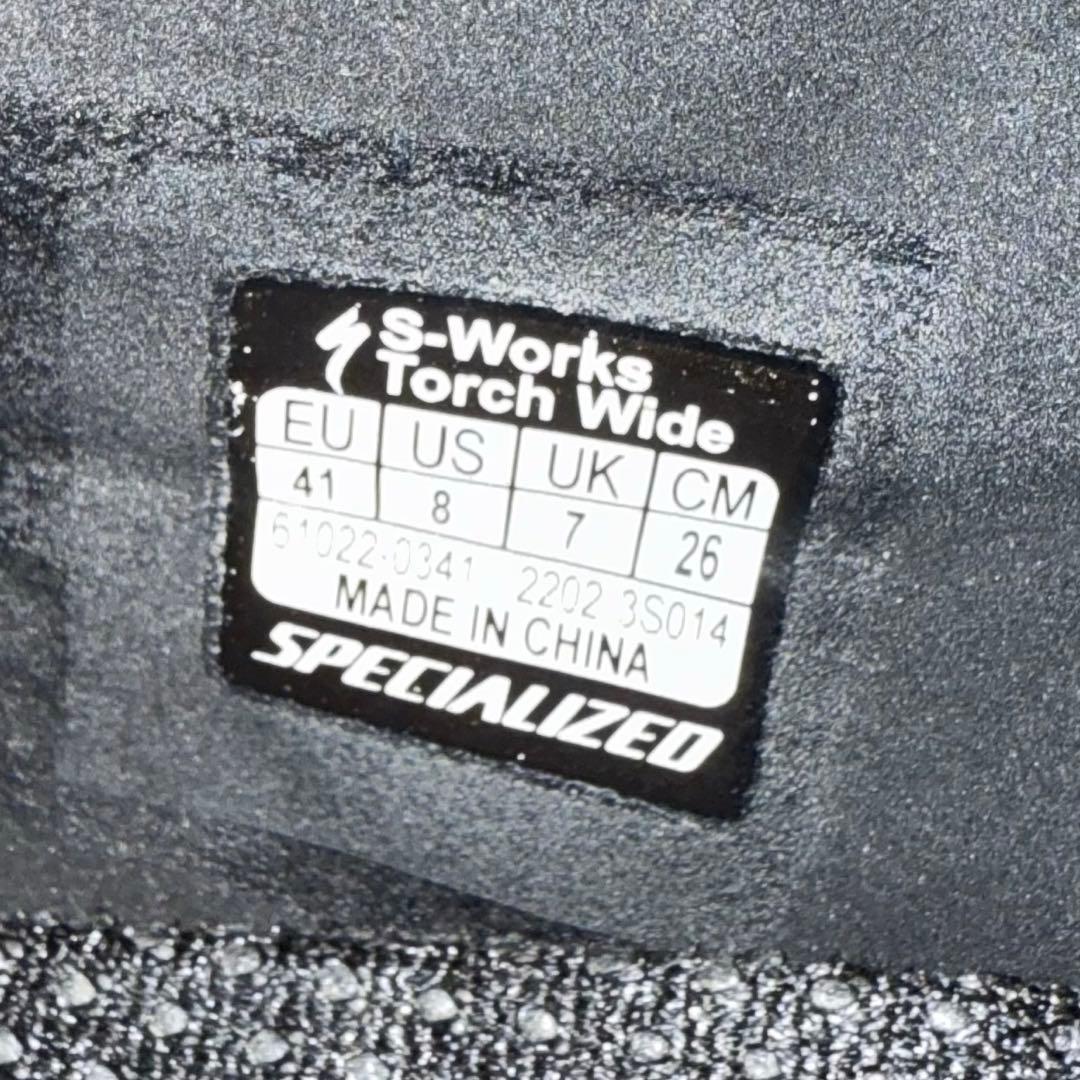 S-Works
Torch Wide
EU US UK CM
41 8 7 26
61022-0341 2202 3S014
MADE IN CHINA
SPECIALIZED